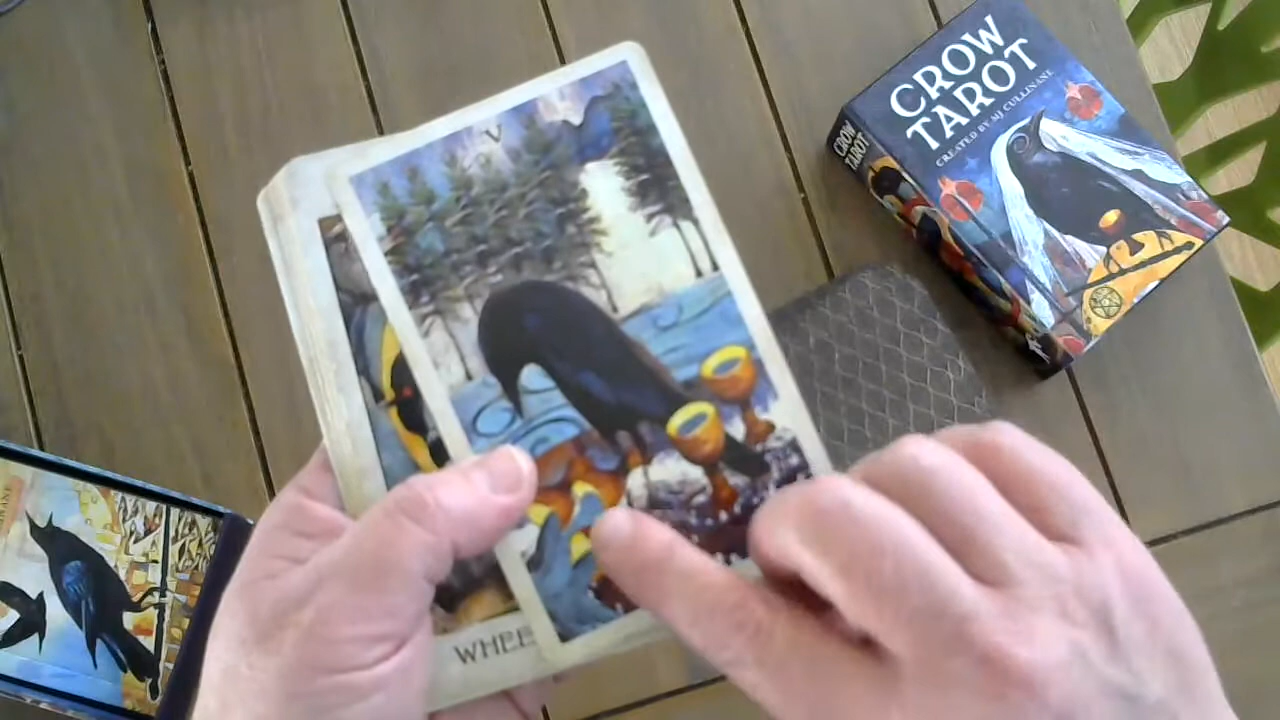 CROW
TAROT
CREATED BY MJ CULLINANE
CROW
TAROT
V
WHEE